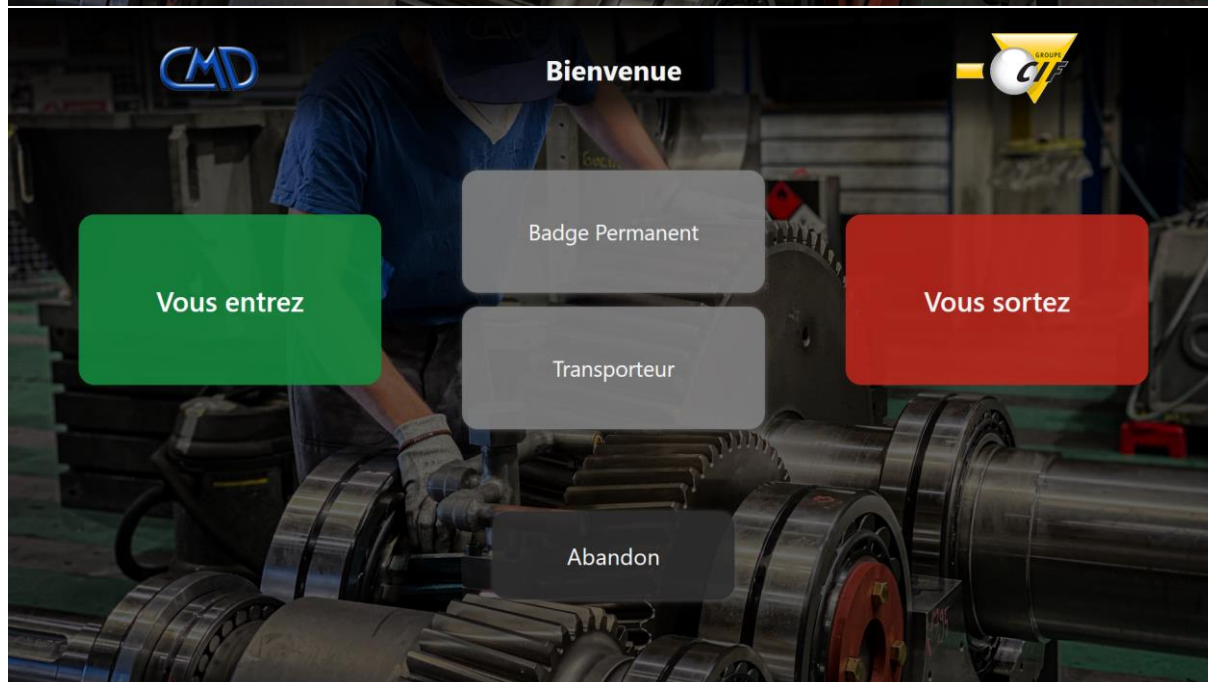 CMD
Bienvenue
GROUPE
CIF
Badge Permanent
Vous entrez
Vous sortez
Transporteur
Abandon